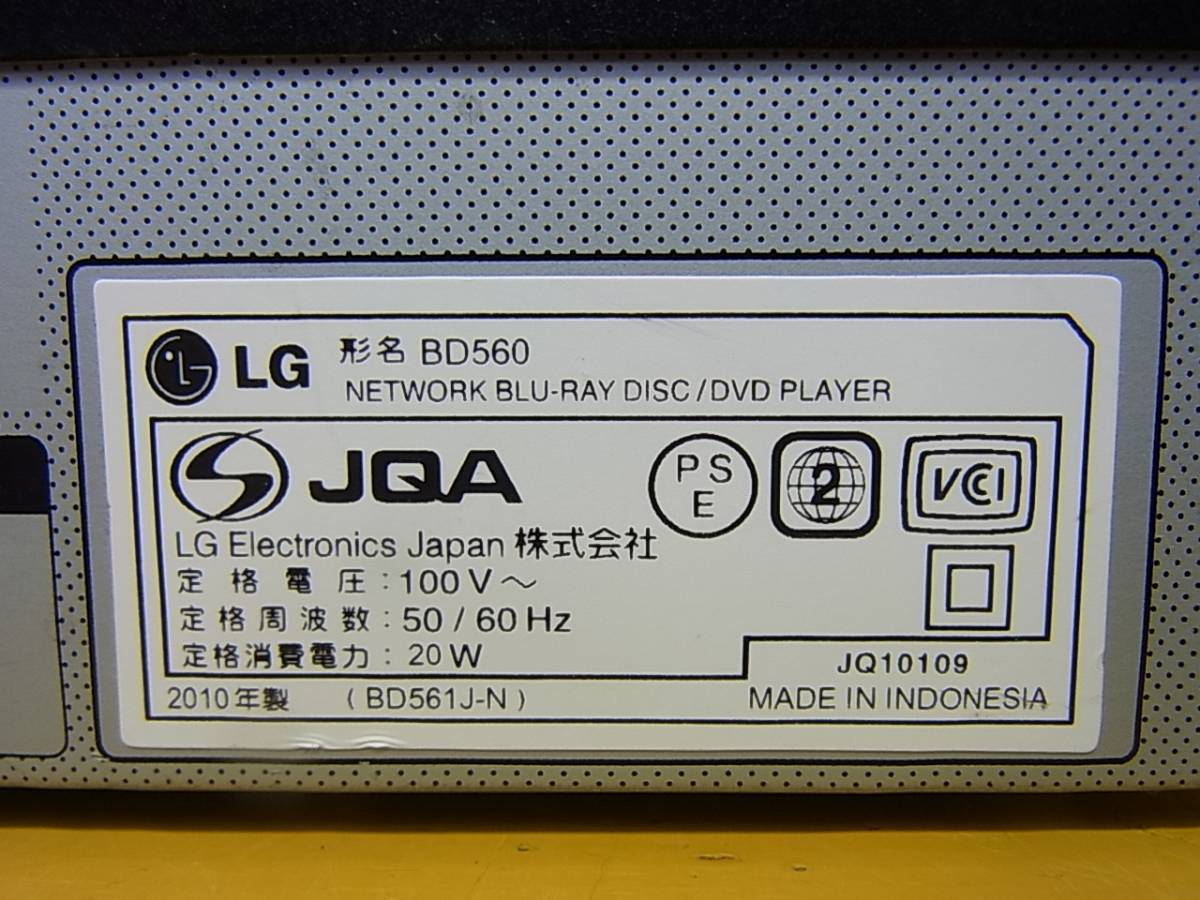 LG 形名 BD560
NETWORK BLU-RAY DISC/DVD PLAYER
JQA
PS
E
2
VCI
LG Electronics Japan 株式会社
定格電圧:100V～
定格周波数:50/60Hz
定格消費電力:20W
JQ10109
2010年製 (BD561J-N) MADE IN INDONESIA